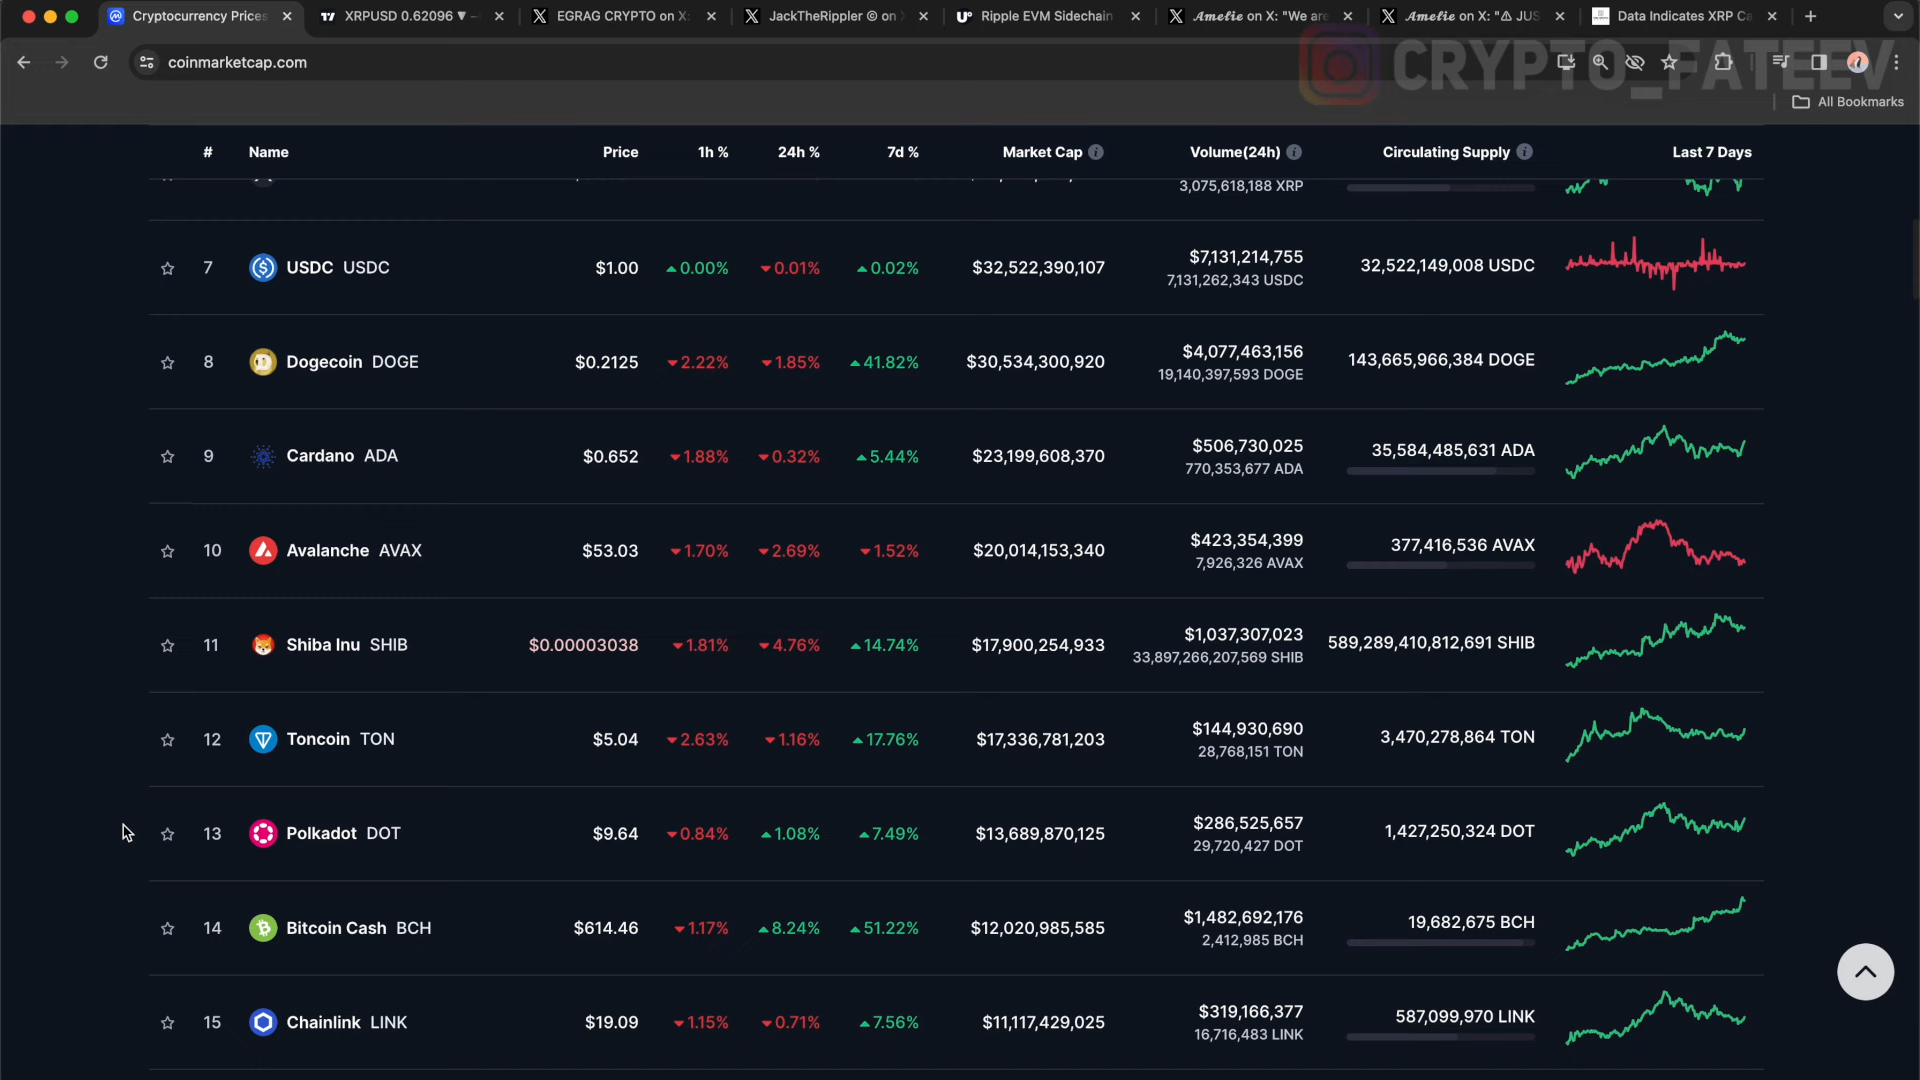 Cryptocurrency Prices
XRPUSD 0.62096 ▼
EGRAG CRYPTO on X:
JackTheRippler © on
Ripple EVM Sidechain
Amelie on X: "We are
Amelie on X: "⚠ JUS
Data Indicates XRP Ca
coinmarketcap.com
CRYPTO_FATEEV
All Bookmarks
# Name Price 1h % 24h % 7d % Market Cap Volume(24h) Circulating Supply Last 7 Days
3,075,618,188 XRP
7 USDC USDC $1.00 0.00% 0.01% 0.02% $32,522,390,107 $7,131,214,755 32,522,149,008 USDC
7,131,262,343 USDC
8 Dogecoin DOGE $0.2125 2.22% 1.85% 41.82% $30,534,300,920 $4,077,463,156 143,665,966,384 DOGE
19,140,397,593 DOGE
9 Cardano ADA $0.652 1.88% 0.32% 5.44% $23,199,608,370 $506,730,025 35,584,485,631 ADA
770,353,677 ADA
10 Avalanche AVAX $53.03 1.70% 2.69% 1.52% $20,014,153,340 $423,354,399 377,416,536 AVAX
7,926,326 AVAX
11 Shiba Inu SHIB $0.00003038 1.81% 4.76% 14.74% $17,900,254,933 $1,037,307,023 589,289,410,812,691 SHIB
33,897,266,207,569 SHIB
12 Toncoin TON $5.04 2.63% 1.16% 17.76% $17,336,781,203 $144,930,690 3,470,278,864 TON
28,768,151 TON
13 Polkadot DOT $9.64 0.84% 1.08% 7.49% $13,689,870,125 $286,525,657 1,427,250,324 DOT
29,720,427 DOT
14 Bitcoin Cash BCH $614.46 1.17% 8.24% 51.22% $12,020,985,585 $1,482,692,176 19,682,675 BCH
2,412,985 BCH
15 Chainlink LINK $19.09 1.15% 0.71% 7.56% $11,117,429,025 $319,166,377 587,099,970 LINK
16,716,483 LINK